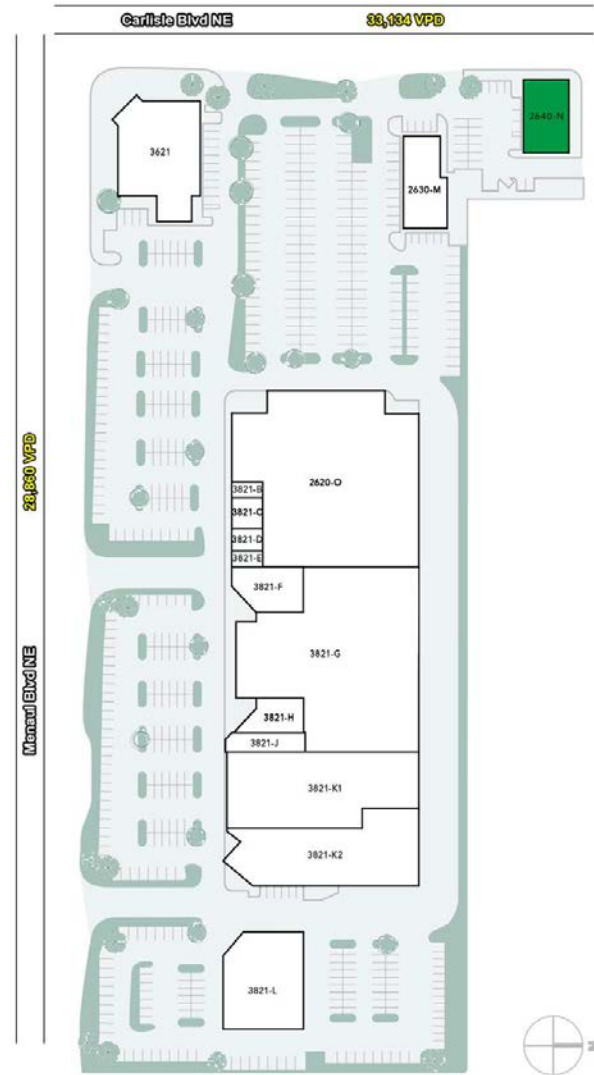 Carlisle Blvd NE
33,134 VPD
2640-N
3621
2630-M
28,860 VPD
2620-O
3821-B
3821-C
3821-D
3821-E
3821-F
3821-G
Menaul Blvd NE
3821-H
3821-J
3821-K1
3821-K2
3821-L
N